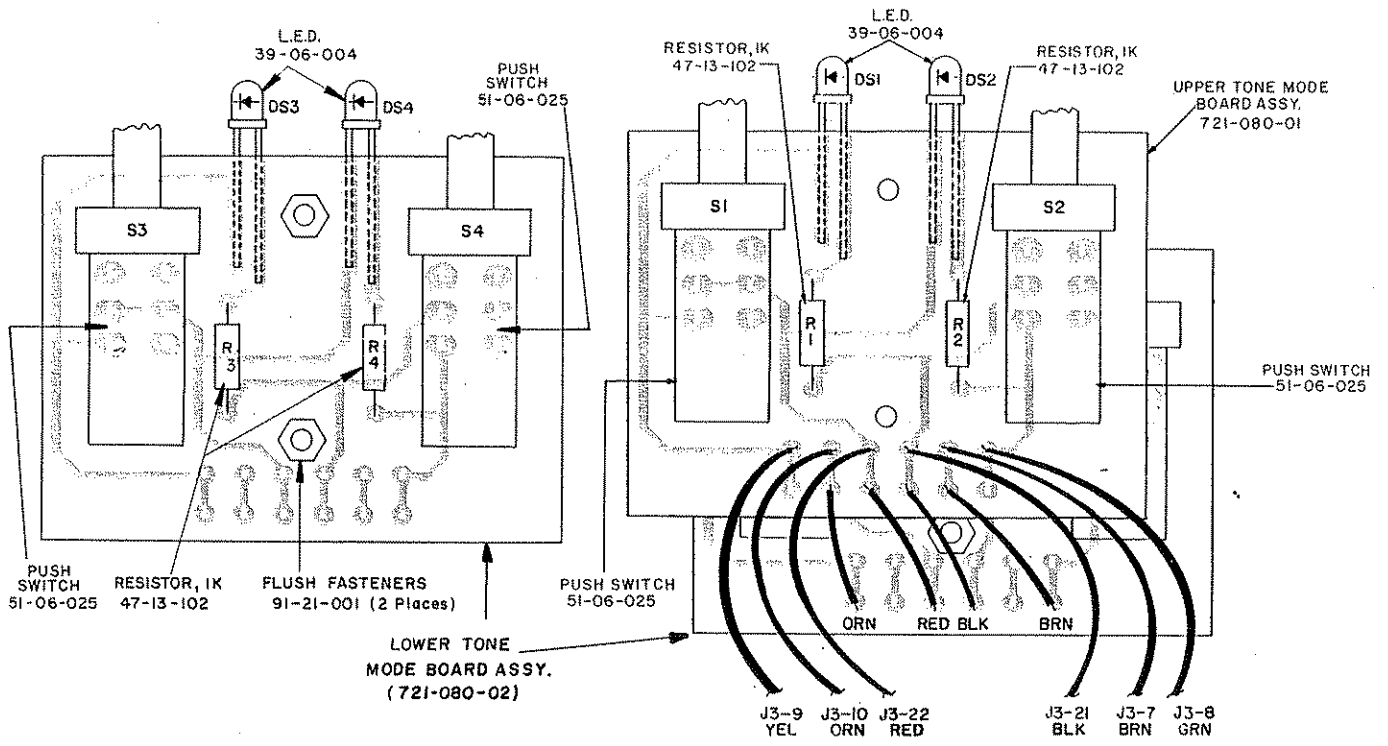 L.E.D.
39-06-004
PUSH
SWITCH
51-06-025
DS3
DS4
S3
S4
R
3
R
4
PUSH
SWITCH
51-06-025
RESISTOR, 1K
47-13-102
FLUSH FASTENERS
91-21-001 (2 Places)
LOWER TONE
MODE BOARD ASSY.
(721-080-02)
L.E.D.
39-06-004
RESISTOR, 1K
47-13-102
RESISTOR, 1K
47-13-102
UPPER TONE MODE
BOARD ASSY.
721-080-01
DS1
DS2
S1
S2
R
1
R
2
PUSH SWITCH
51-06-025
PUSH SWITCH
51-06-025
ORN
RED
BLK
BRN
J3-9
YEL
J3-10
ORN
J3-22
RED
J3-21
BLK
J3-7
BRN
J3-8
GRN